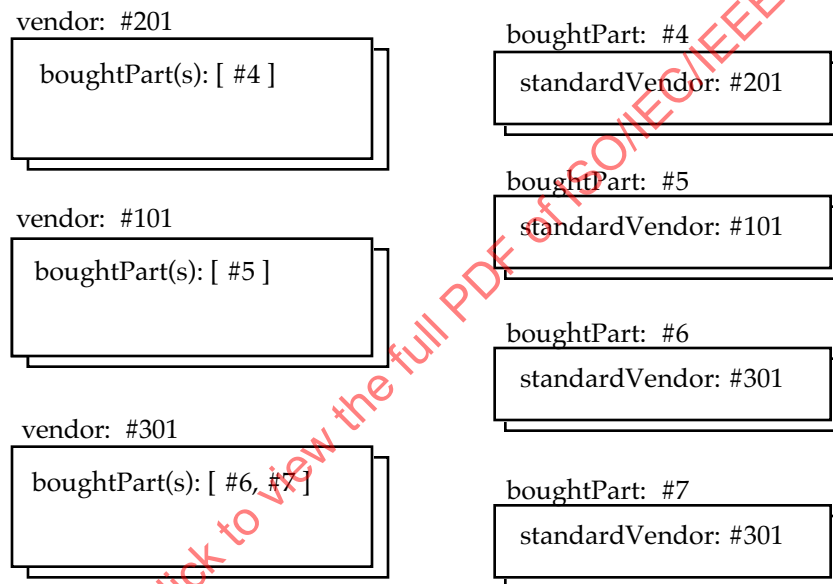 vendor: #201
boughtPart(s): [ #4 ]
vendor: #101
boughtPart(s): [ #5 ]
vendor: #301
boughtPart(s): [ #6, #7 ]
boughtPart: #4
standardVendor: #201
boughtPart: #5
standardVendor: #101
boughtPart: #6
standardVendor: #301
boughtPart: #7
standardVendor: #301
to view the full PDF of ISO/IEC/IEEE